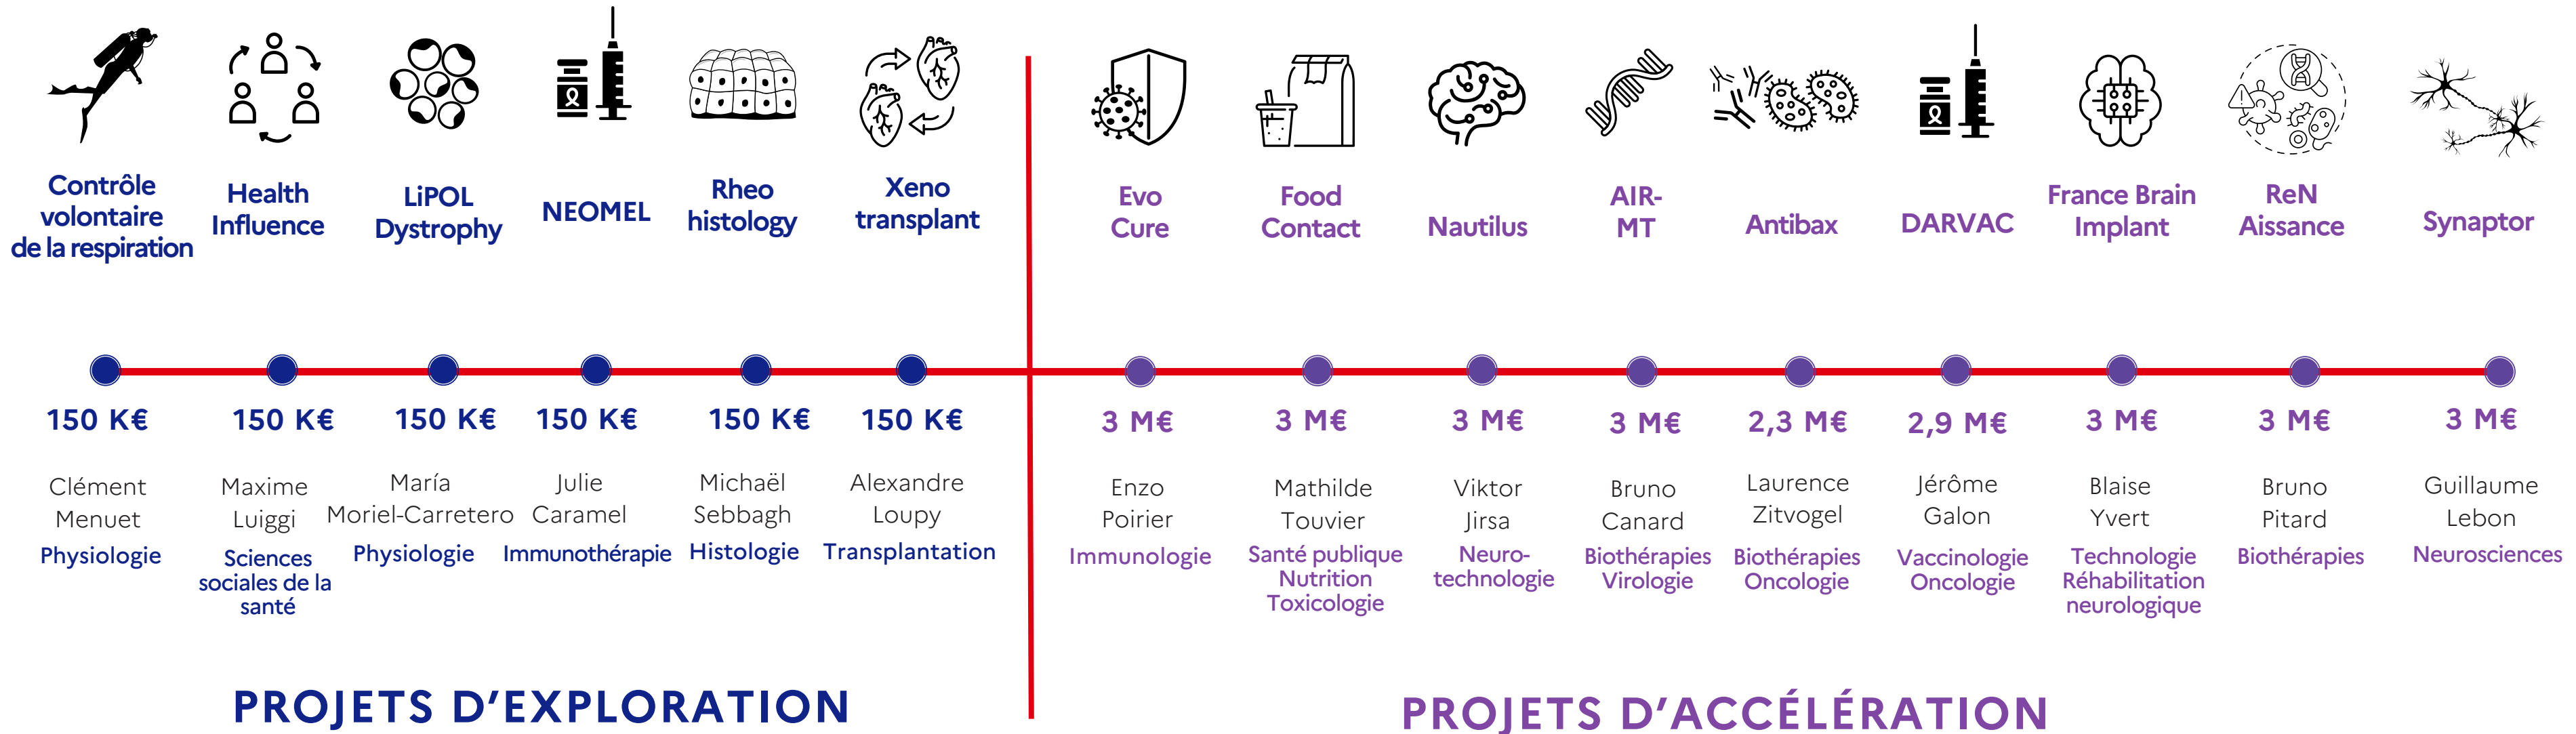 Contrôle
volontaire
de la respiration
Health
Influence
LiPOL
Dystrophy
NEOMEL
Rheo
histology
Xeno
transplant
Evo
Cure
Food
Contact
Nautilus
AIR-
MT
Antibax
DARVAC
France Brain
Implant
ReN
Aissance
Synaptor
150 K€
150 K€
150 K€
150 K€
150 K€
150 K€
3 M€
3 M€
3 M€
3 M€
2,3 M€
2,9 M€
3 M€
3 M€
3 M€
Clément
Menuet
Physiologie
Maxime
Luiggi
Sciences
sociales de la
santé
María
Moriel-Carretero
Physiologie
Julie
Caramel
Immunothérapie
Michaël
Sebbagh
Histologie
Alexandre
Loupy
Transplantation
Enzo
Poirier
Immunologie
Mathilde
Touvier
Santé publique
Nutrition
Toxicologie
Viktor
Jirsa
Neuro-
technologie
Bruno
Canard
Biothérapies
Virologie
Laurence
Zitvogel
Biothérapies
Oncologie
Jérôme
Galon
Vaccinologie
Oncologie
Blaise
Yvert
Technologie
Réhabilitation
neurologique
Bruno
Pitard
Biothérapies
Guillaume
Lebon
Neurosciences
PROJETS D’EXPLORATION
PROJETS D’ACCÉLÉRATION